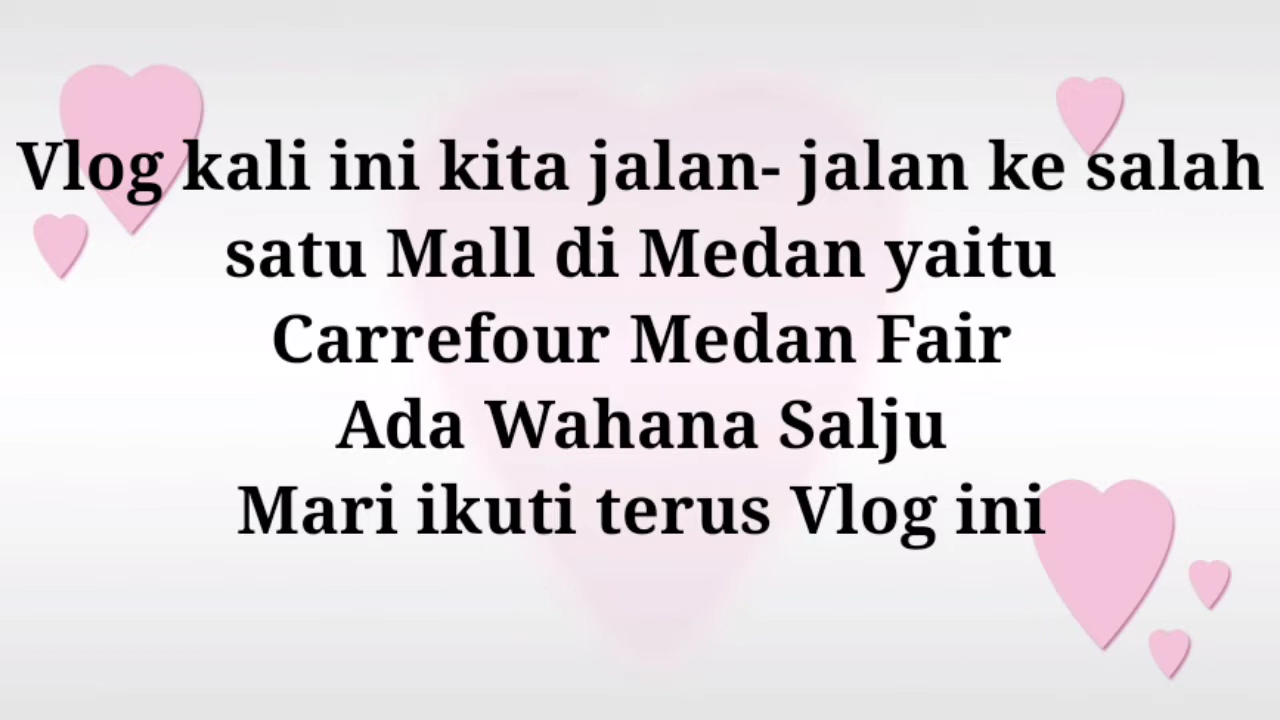 Vlog kali ini kita jalan- jalan ke salah
satu Mall di Medan yaitu
Carrefour Medan Fair
Ada Wahana Salju
Mari ikuti terus Vlog ini